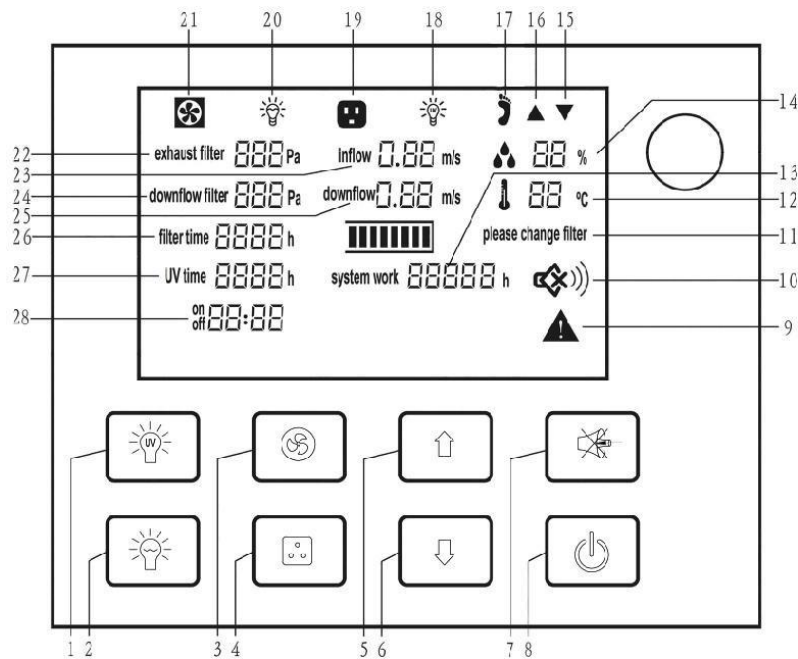 21 20 19 18 17 16 15
14
22 exhaust filter 888 Pa inflow 0.88 m/s 88 %
23
13
24 downflow filter 888 Pa downflow 0.88 m/s 88 ℃
25
12
26 filter time 8888 h please change filter 11
27 UV time 8888 h system work 88888 h 10
28 on
off 88:88
9
UV
1 2 3 4 5 6 7 8